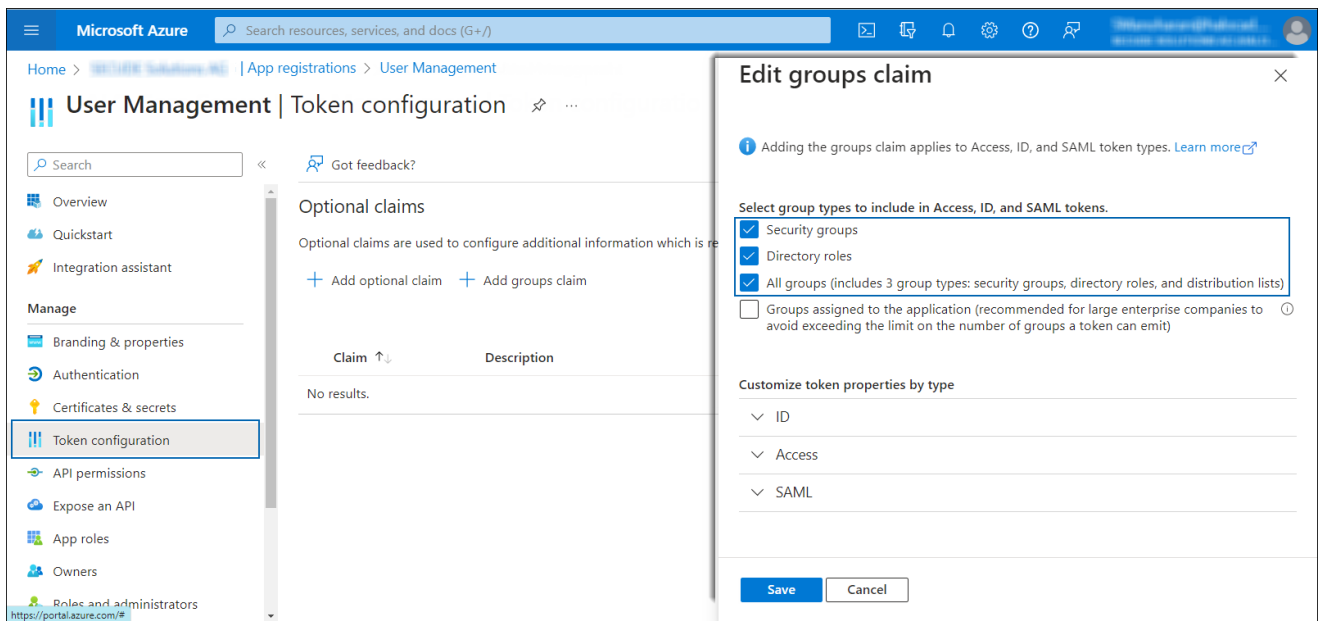 Microsoft Azure
Search resources, services, and docs (G+/)
Home > | App registrations > User Management
User Management | Token configuration
Search
Overview
Quickstart
Integration assistant
Manage
Branding & properties
Authentication
Certificates & secrets
Token configuration
API permissions
Expose an API
App roles
Owners
Roles and administrators
https://portal.azure.com/#
Got feedback?
Optional claims
Optional claims are used to configure additional information which is re
Add optional claim Add groups claim
Claim ↑↓ Description
No results.
Edit groups claim
Adding the groups claim applies to Access, ID, and SAML token types. Learn more
Select group types to include in Access, ID, and SAML tokens.
Security groups
Directory roles
All groups (includes 3 group types: security groups, directory roles, and distribution lists)
Groups assigned to the application (recommended for large enterprise companies to
avoid exceeding the limit on the number of groups a token can emit)
Customize token properties by type
ID
Access
SAML
Save Cancel